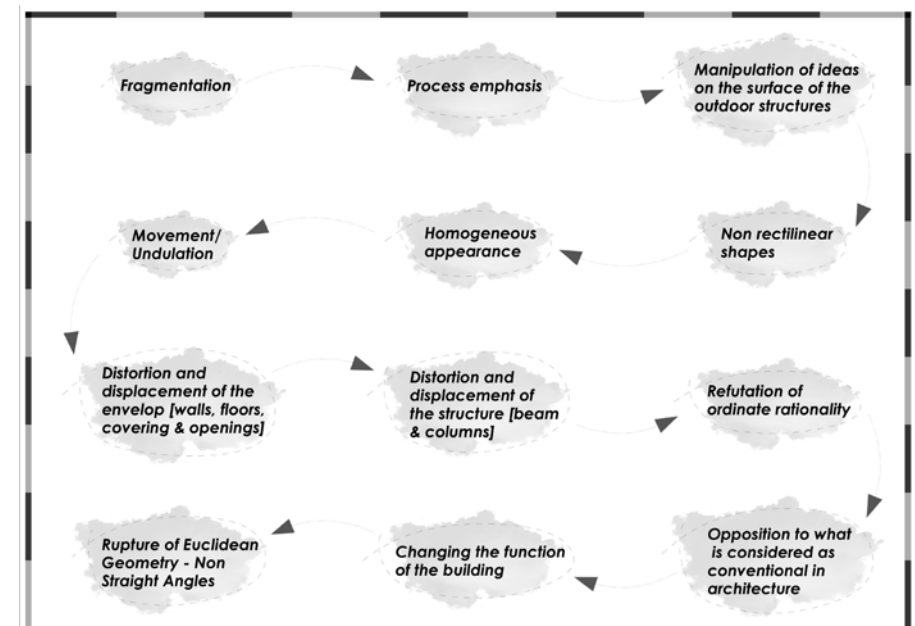 Fragmentation
Process emphasis
Manipulation of ideas
on the surface of the
outdoor structures
Non rectilinear
shapes
Homogeneous
appearance
Movement/
Undulation
Distortion and
displacement of the
envelop [walls, floors,
covering & openings]
Distortion and
displacement of
the structure [beam
& columns]
Refutation of
ordinate rationality
Opposition to what
is considered as
conventional in
architecture
Changing the function
of the building
Rupture of Euclidean
Geometry - Non
Straight Angles